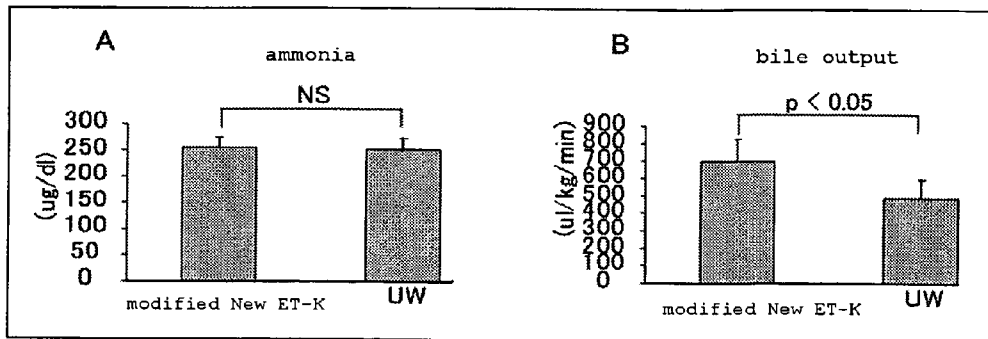 A
ammonia
NS
300
250
200
150
100
50
0
(ug/dl)
modified New ET-K
UW
B
bile output
p < 0.05
900
800
700
600
500
400
300
200
100
0
(ul/kg/min)
modified New ET-K
UW